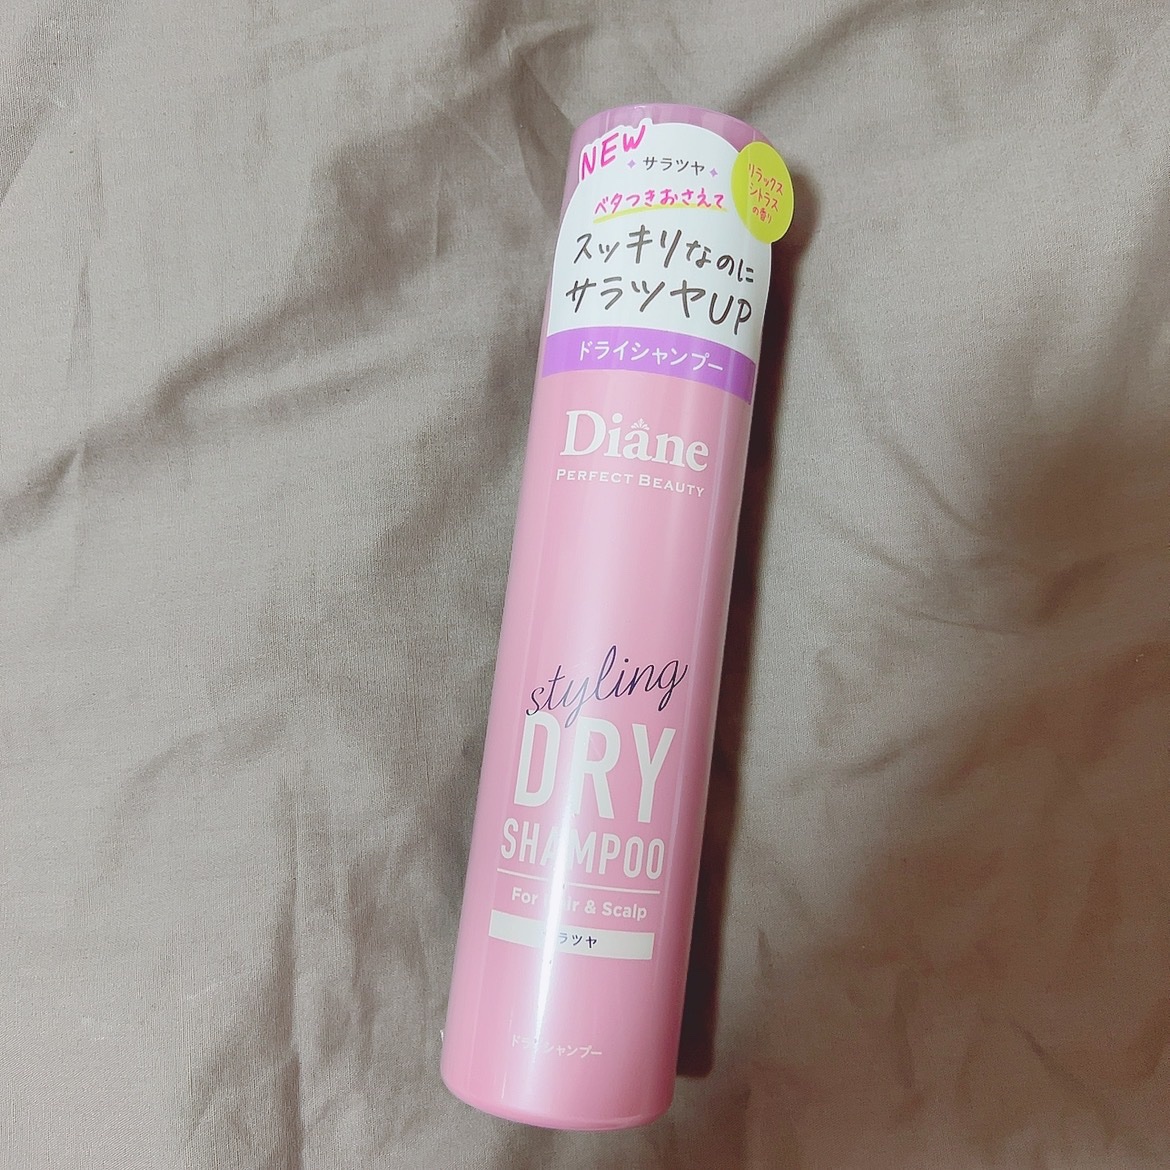 NEW
サラツヤ
ベタつきおさえて
スッキリなのに
サラツヤUP
リラックス
シトラス
の香り
ドライシャンプー
Diane
PERFECT BEAUTY
styling
DRY
SHAMPOO
For Hair & Scalp
サラツヤ
ドライシャンプー